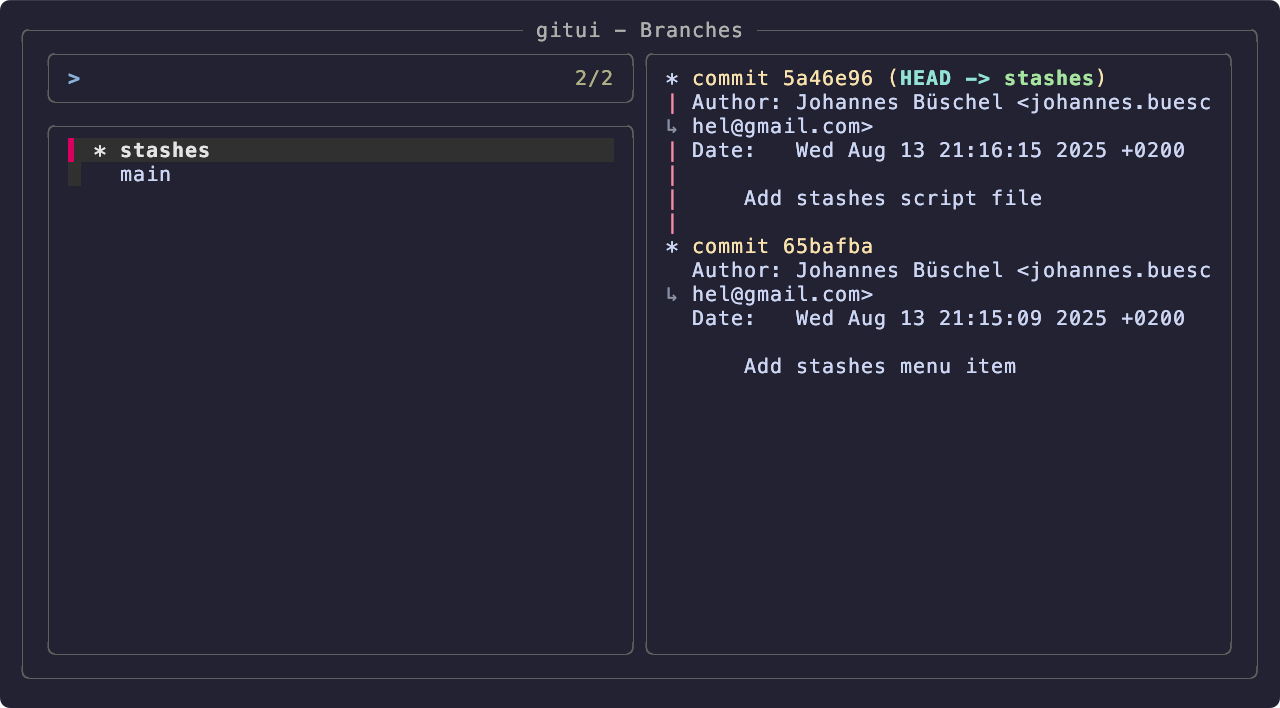 gitui – Branches
> 2/2
* stashes
main
* commit 5a46e96 (HEAD -> stashes)
| Author: Johannes Büschel <johannes.buesc
↳ hel@gmail.com>
| Date:   Wed Aug 13 21:16:15 2025 +0200
|
|     Add stashes script file
|
* commit 65bafba
  Author: Johannes Büschel <johannes.buesc
↳ hel@gmail.com>
  Date:   Wed Aug 13 21:15:09 2025 +0200
      Add stashes menu item